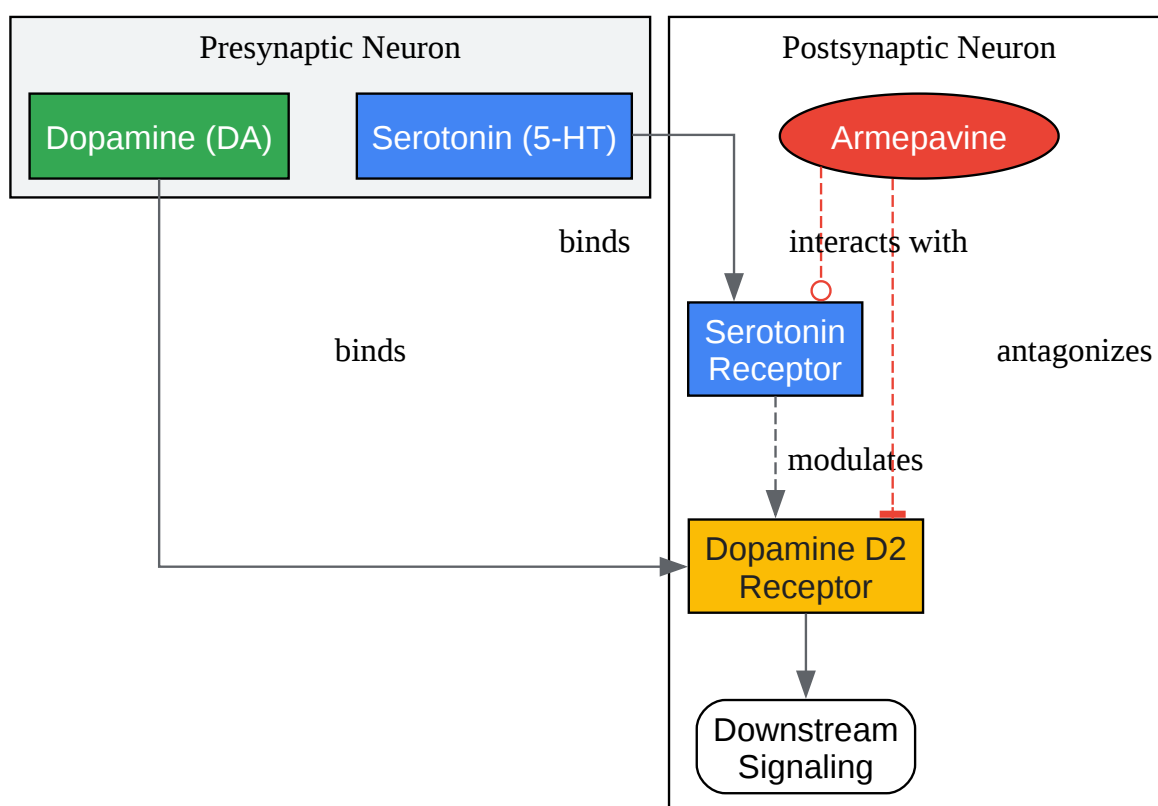 Presynaptic Neuron
Postsynaptic Neuron
Dopamine (DA)
Serotonin (5-HT)
Armepavine
binds
interacts with
Serotonin
Receptor
binds
antagonizes
modulates
Dopamine D2
Receptor
Downstream
Signaling